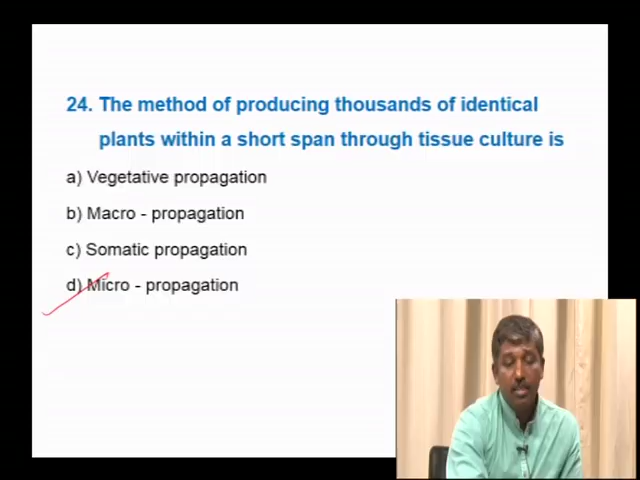 24. The method of producing thousands of identical
plants within a short span through tissue culture is
a) Vegetative propagation
b) Macro - propagation
c) Somatic propagation
d) Micro - propagation